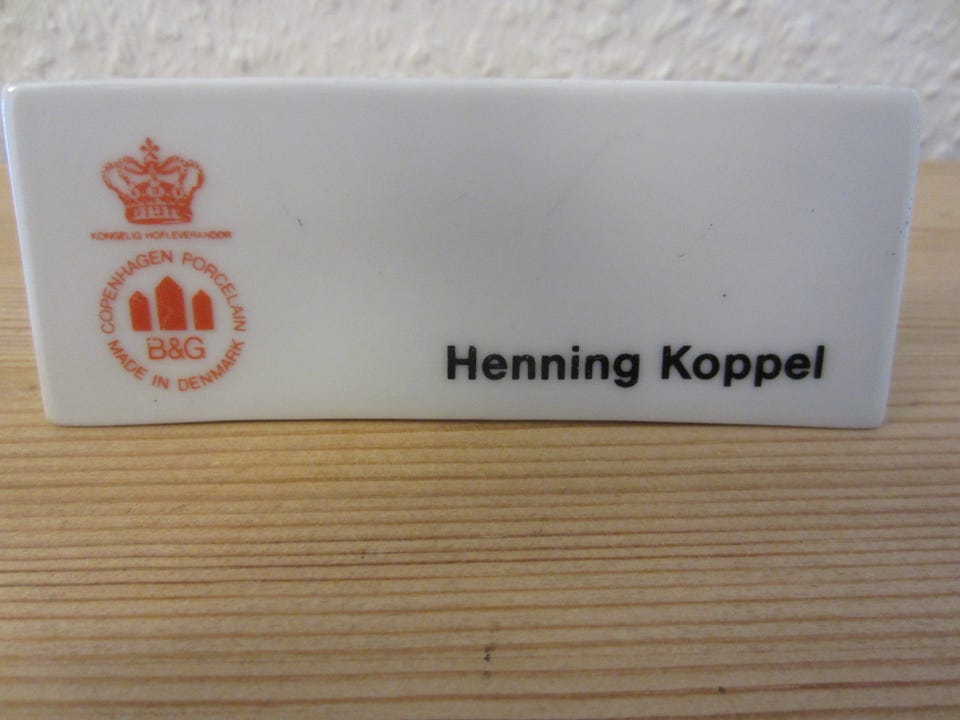 KONGELIG HOFLEVERANDØR
COPENHAGEN PORCELAIN
B&G
MADE IN DENMARK
Henning Koppel